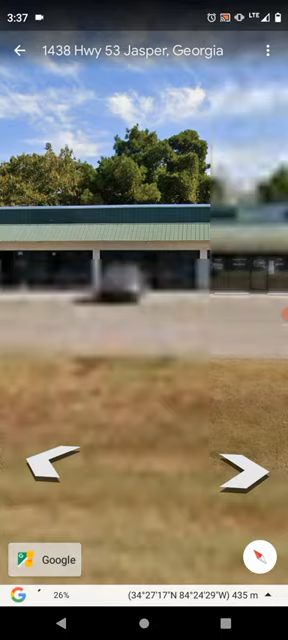 3:37 LTE
1438 Hwy 53 Jasper, Georgia
Google
26% (34°27'17"N 84°24'29"W) 435 m